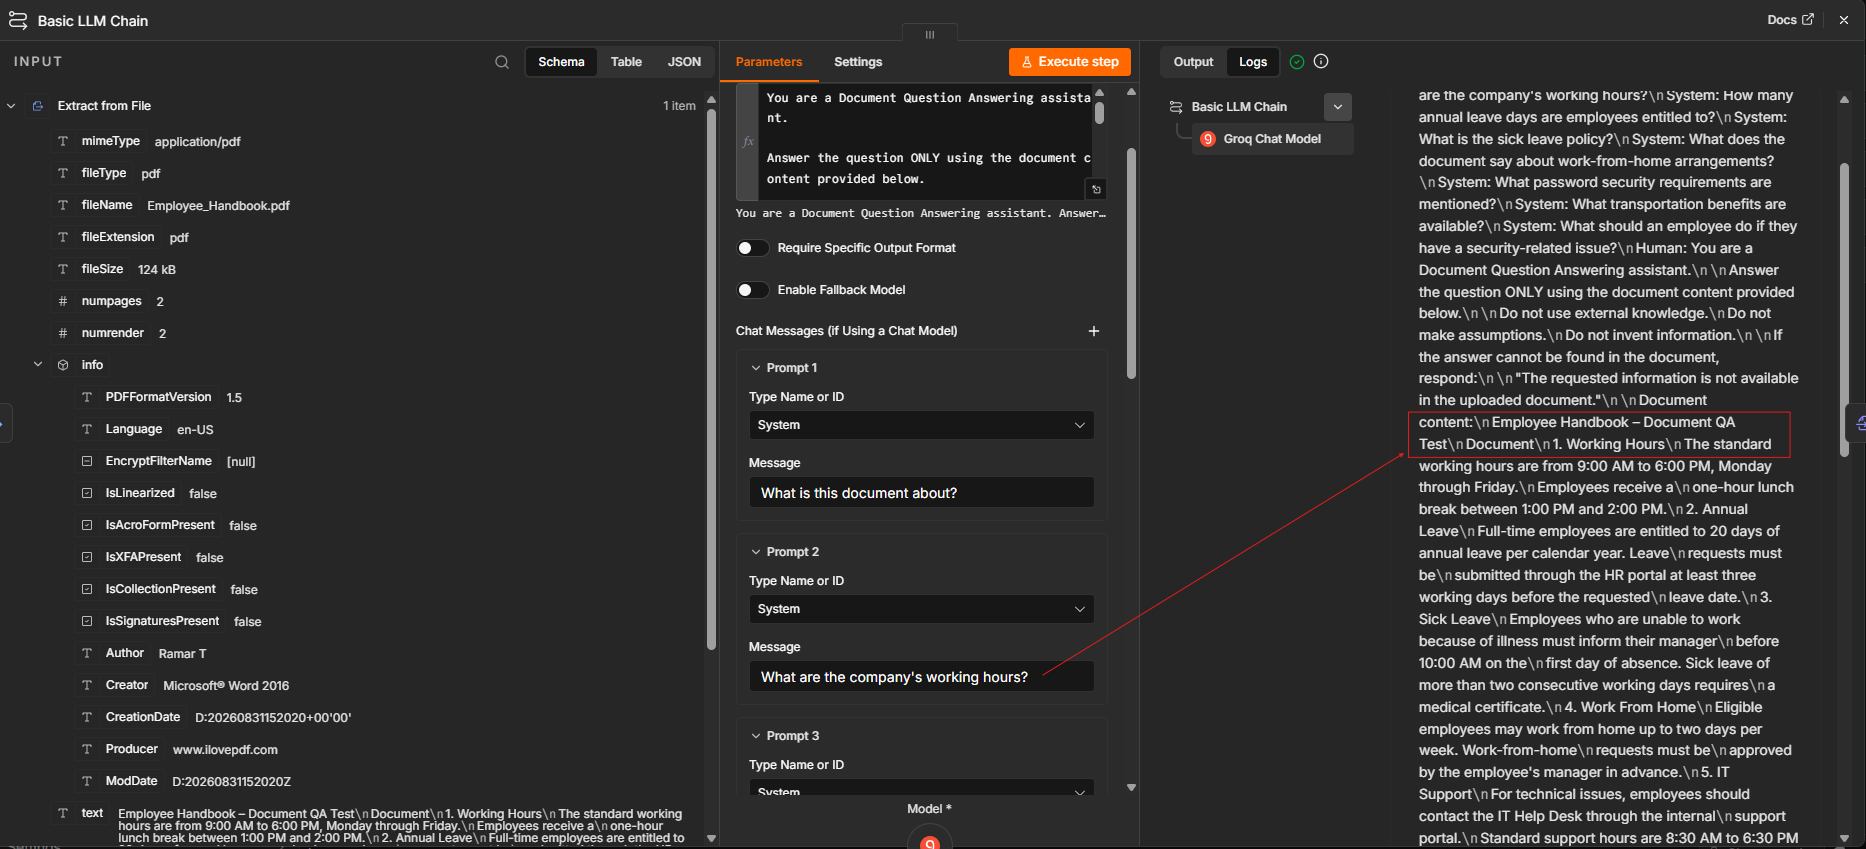 Basic LLM Chain
Docs
INPUT
Schema
Table
JSON
Extract from File
1 item
mimeType application/pdf
fileType pdf
fileName Employee_Handbook.pdf
fileExtension pdf
fileSize 124 kB
numpages 2
numrender 2
info
PDFFormatVersion 1.5
Language en-US
EncryptFilterName [null]
IsLinearized false
IsAcroFormPresent false
IsXFAPresent false
IsCollectionPresent false
IsSignaturesPresent false
Author Ramar T
Creator Microsoft® Word 2016
CreationDate D:20260831152020+00'00'
Producer www.ilovepdf.com
ModDate D:20260831152020Z
text Employee Handbook – Document QA Test\n Document\n 1. Working Hours\n The standard working
hours are from 9:00 AM to 6:00 PM, Monday through Friday.\n Employees receive a\n one-hour
lunch break between 1:00 PM and 2:00 PM.\n 2. Annual Leave\n Full-time employees are entitled to
Parameters
Settings
Execute step
fx
You are a Document Question Answering assista
nt.
Answer the question ONLY using the document c
ontent provided below.
You are a Document Question Answering assistant. Answer…
Require Specific Output Format
Enable Fallback Model
Chat Messages (if Using a Chat Model)
Prompt 1
Type Name or ID
System
Message
What is this document about?
Prompt 2
Type Name or ID
System
Message
What are the company's working hours?
Prompt 3
Type Name or ID
System
Model *
Output
Logs
Basic LLM Chain
Groq Chat Model
are the company's working hours?\n System: How many
annual leave days are employees entitled to?\n System:
What is the sick leave policy?\n System: What does the
document say about work-from-home arrangements?
\n System: What password security requirements are
mentioned?\n System: What transportation benefits are
available?\n System: What should an employee do if they
have a security-related issue?\n Human: You are a
Document Question Answering assistant.\n \n Answer
the question ONLY using the document content provided
below.\n \n Do not use external knowledge.\n Do not
make assumptions.\n Do not invent information.\n \n If
the answer cannot be found in the document,
respond:\n \n "The requested information is not available
in the uploaded document."\n \n Document
content:\n Employee Handbook – Document QA
Test\n Document\n 1. Working Hours\n The standard
working hours are from 9:00 AM to 6:00 PM, Monday
through Friday.\n Employees receive a\n one-hour lunch
break between 1:00 PM and 2:00 PM.\n 2. Annual
Leave\n Full-time employees are entitled to 20 days of
annual leave per calendar year. Leave\n requests must
be\n submitted through the HR portal at least three
working days before the requested\n leave date.\n 3.
Sick Leave\n Employees who are unable to work
because of illness must inform their manager\n before
10:00 AM on the\n first day of absence. Sick leave of
more than two consecutive working days requires\n a
medical certificate.\n 4. Work From Home\n Eligible
employees may work from home up to two days per
week. Work-from-home\n requests must be\n approved
by the employee's manager in advance.\n 5. IT
Support\n For technical issues, employees should
contact the IT Help Desk through the internal\n support
portal.\n Standard support hours are 8:30 AM to 6:30 PM